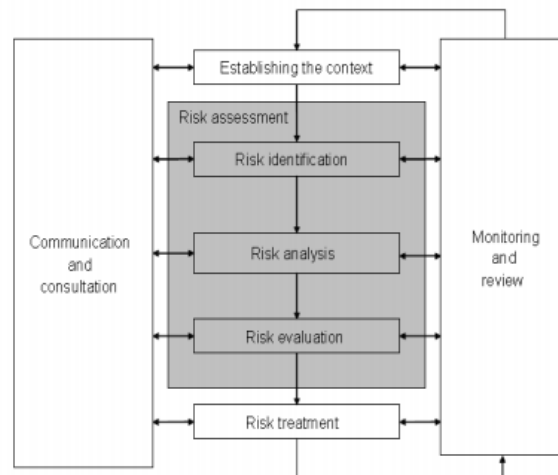 Establishing the context
Risk assessment
Risk identification
Communication
and
consultation
Risk analysis
Monitoring
and
review
Risk evaluation
Risk treatment